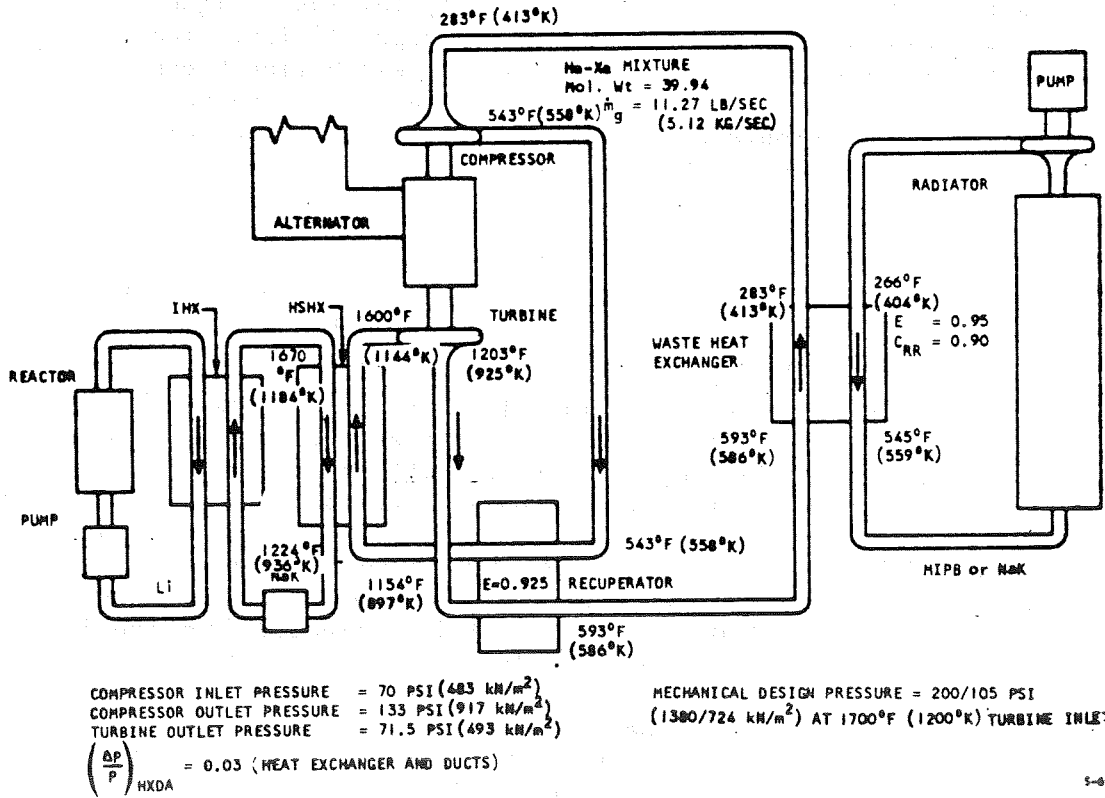 283°F (413°K)
He-Xe MIXTURE
Mol. Wt = 39.94
ṁg = 11.27 LB/SEC
(5.12 KG/SEC)
543°F (558°K)
PUMP
COMPRESSOR
RADIATOR
ALTERNATOR
283°F
(413°K)
266°F
(404°K)
E = 0.95
CRR = 0.90
IHX
HSHX
1600°F
(1144°K)
TURBINE
1203°F
(925°K)
WASTE HEAT
EXCHANGER
REACTOR
1670
°F
(1184°K)
593°F
(586°K)
545°F
(559°K)
PUMP
1224°F
(936°K)
NaK
Li
1154°F
(897°K)
E=0.925
RECUPERATOR
543°F (558°K)
MIPB or NaK
593°F
(586°K)
COMPRESSOR INLET PRESSURE = 70 PSI (483 kN/m²)
COMPRESSOR OUTLET PRESSURE = 133 PSI (917 kN/m²)
TURBINE OUTLET PRESSURE = 71.5 PSI (493 kN/m²)
(ΔP/P)HXDA = 0.03 (HEAT EXCHANGER AND DUCTS)
MECHANICAL DESIGN PRESSURE = 200/105 PSI
(1380/724 kN/m²) AT 1700°F (1200°K) TURBINE INLET